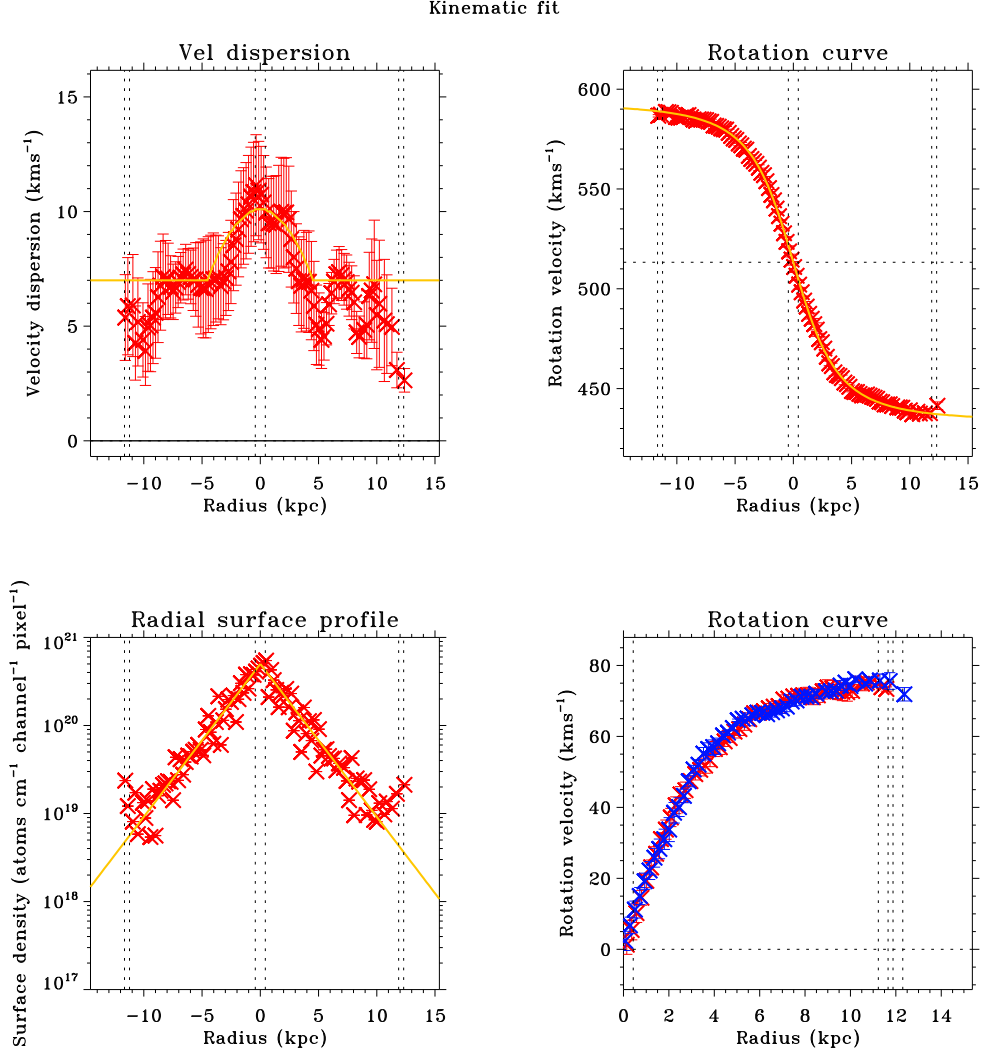 Kinematic fit
Vel dispersion
Rotation curve
15
10
5
0
−10 −5 0 5 10 15
Radius (kpc)
Velocity dispersion (kms⁻¹)
600
550
500
450
−10 −5 0 5 10 15
Radius (kpc)
Rotation velocity (kms⁻¹)
Radial surface profile
Rotation curve
10²¹
10²⁰
10¹⁹
10¹⁸
10¹⁷
−10 −5 0 5 10 15
Radius (kpc)
Surface density (atoms cm⁻¹ channel⁻¹ pixel⁻¹)
80
60
40
20
0
0 2 4 6 8 10 12 14
Radius (kpc)
Rotation velocity (kms⁻¹)